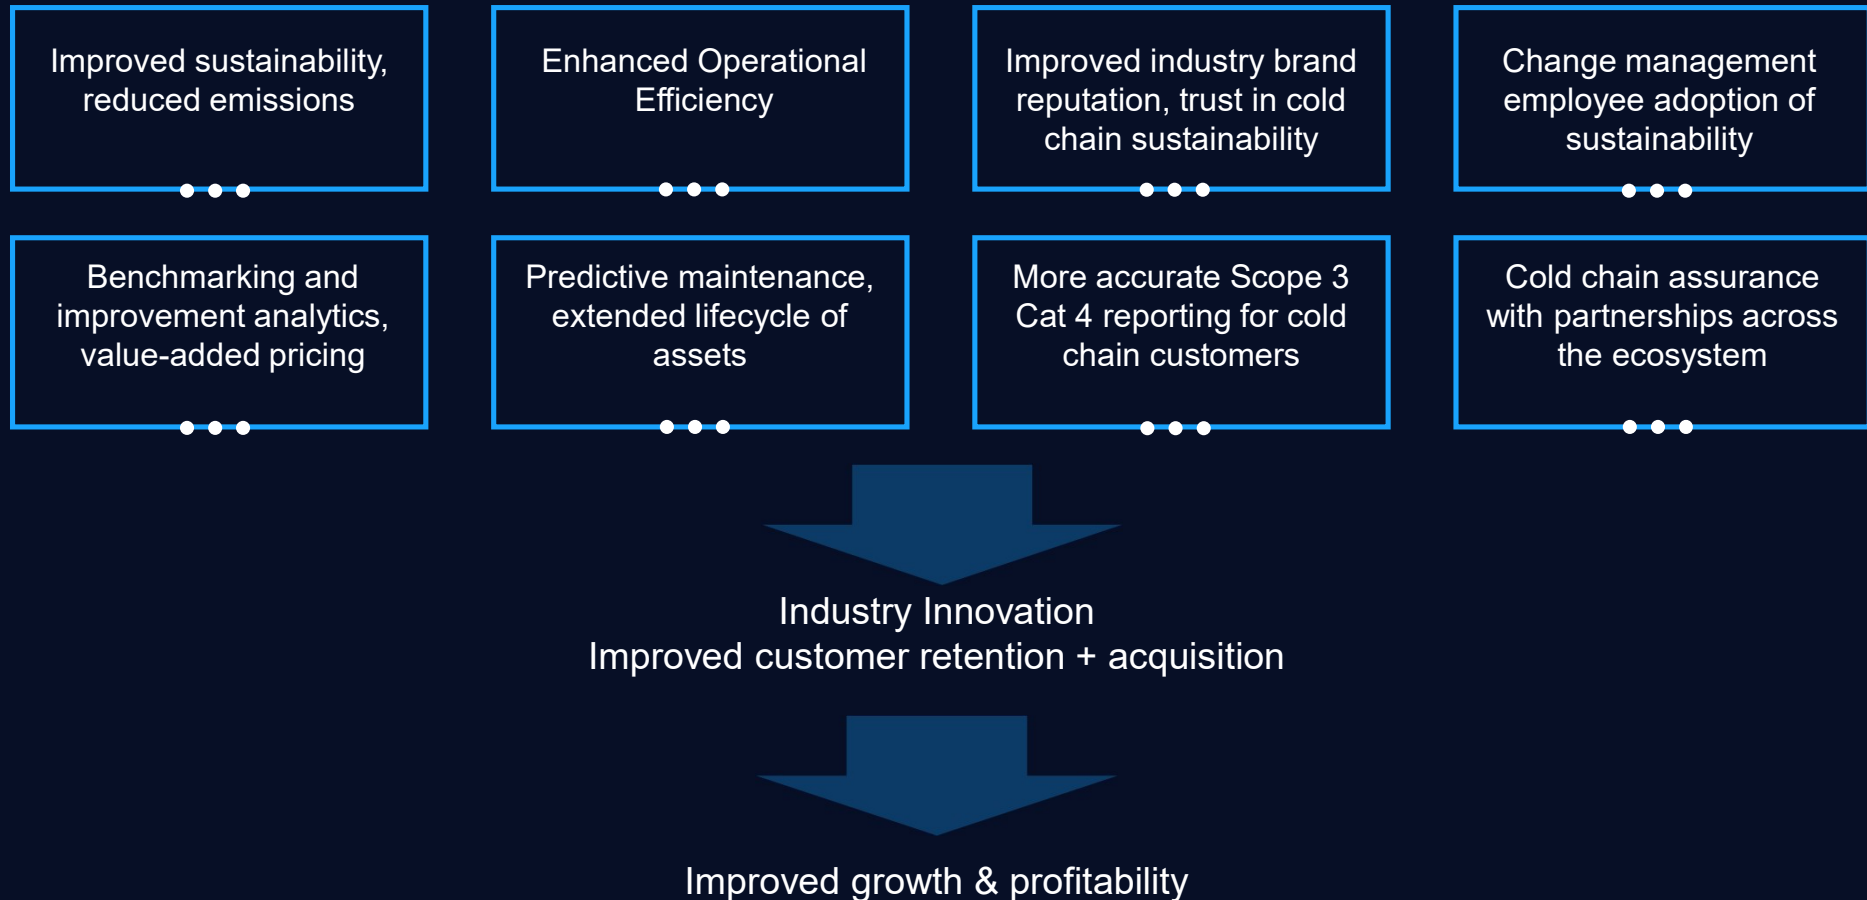 Improved sustainability,
reduced emissions
Enhanced Operational
Efficiency
Improved industry brand
reputation, trust in cold
chain sustainability
Change management
employee adoption of
sustainability
Benchmarking and
improvement analytics,
value-added pricing
Predictive maintenance,
extended lifecycle of
assets
More accurate Scope 3
Cat 4 reporting for cold
chain customers
Cold chain assurance
with partnerships across
the ecosystem
Industry Innovation
Improved customer retention + acquisition
Improved growth & profitability